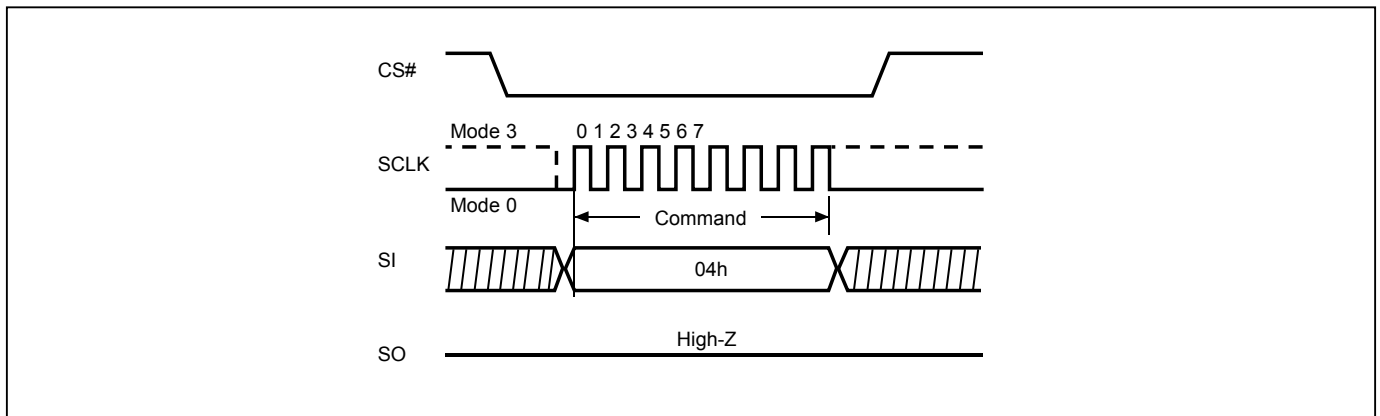 CS#
Mode 3
0 1 2 3 4 5 6 7
SCLK
Mode 0
Command
SI
04h
High-Z
SO